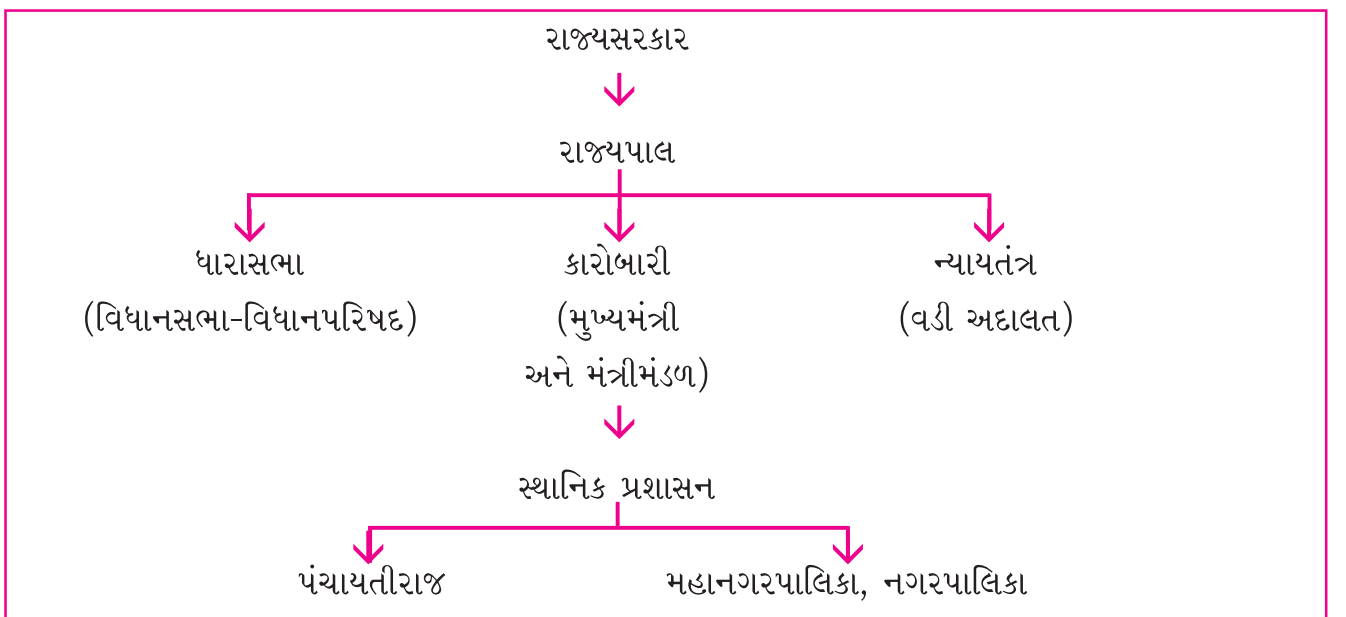 રાજ્યસરકાર
રાજ્યપાલ
ધારાસભા કારોબારી ન્યાયતંત્ર
(વિધાનસભા-વિધાનપરિષદ) (મુખ્યમંત્રી (વડી અદાલત)
અને મંત્રીમંડળ)
સ્થાનિક પ્રશાસન
પંચાયતીરાજ મહાનગરપાલિકા, નગરપાલિકા